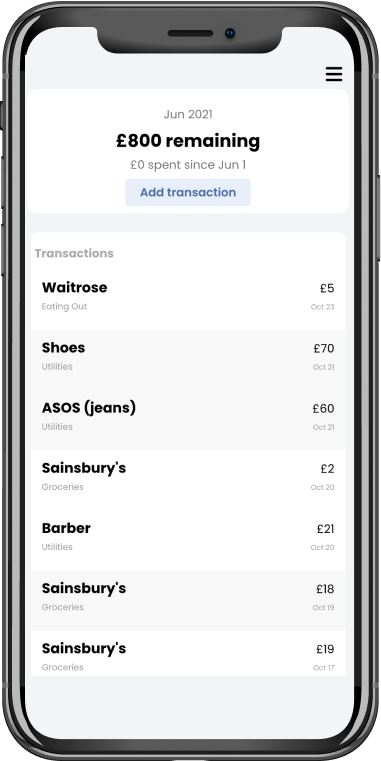 Jun 2021
£800 remaining
£0 spent since Jun 1
Add transaction
Transactions
Waitrose £5
Eating Out Oct 23
Shoes £70
Utilities Oct 21
ASOS (jeans) £60
Utilities Oct 21
Sainsbury's £2
Groceries Oct 20
Barber £21
Utilities Oct 20
Sainsbury's £18
Groceries Oct 19
Sainsbury's £19
Groceries Oct 17